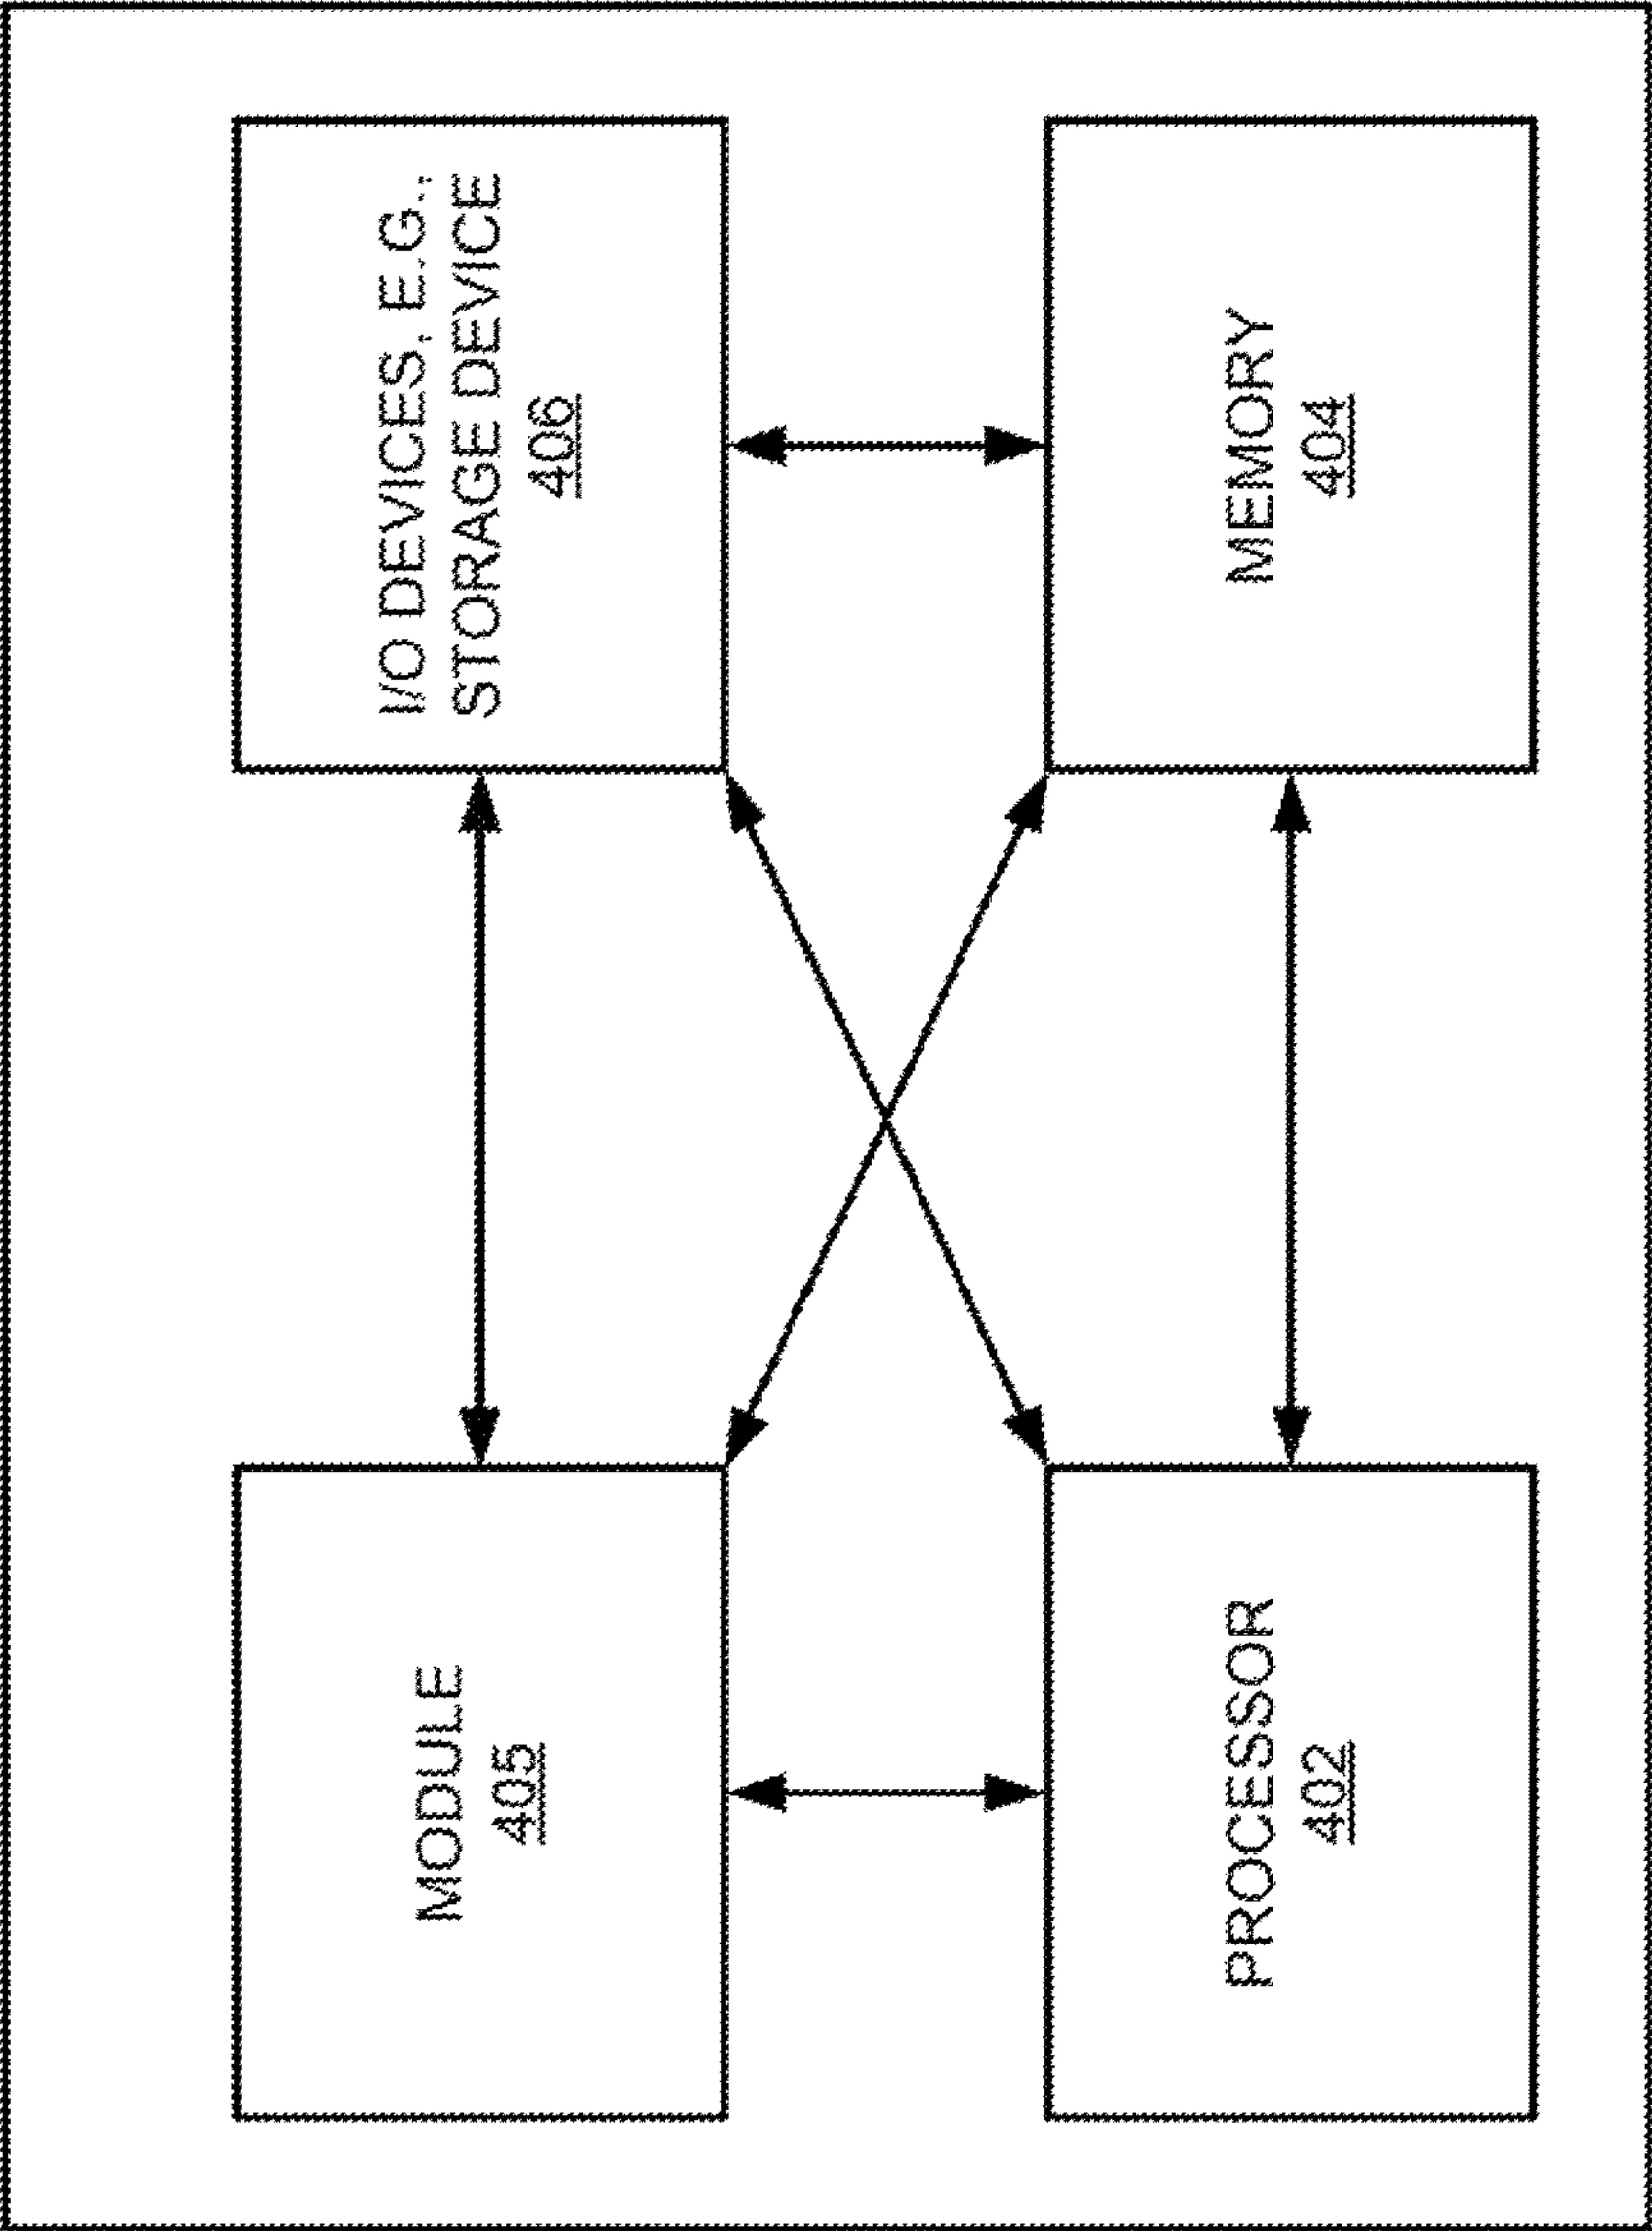 MODULE
405
I/O DEVICES, E.G.,
STORAGE DEVICE
406
PROCESSOR
402
MEMORY
404